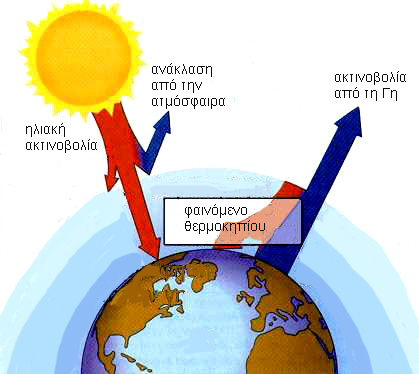 ανάκλαση
από την
ατμόσφαιρα
ακτινοβολία
από τη Γη
ηλιακή
ακτινοβολία
φαινόμενο
θερμοκηπίου